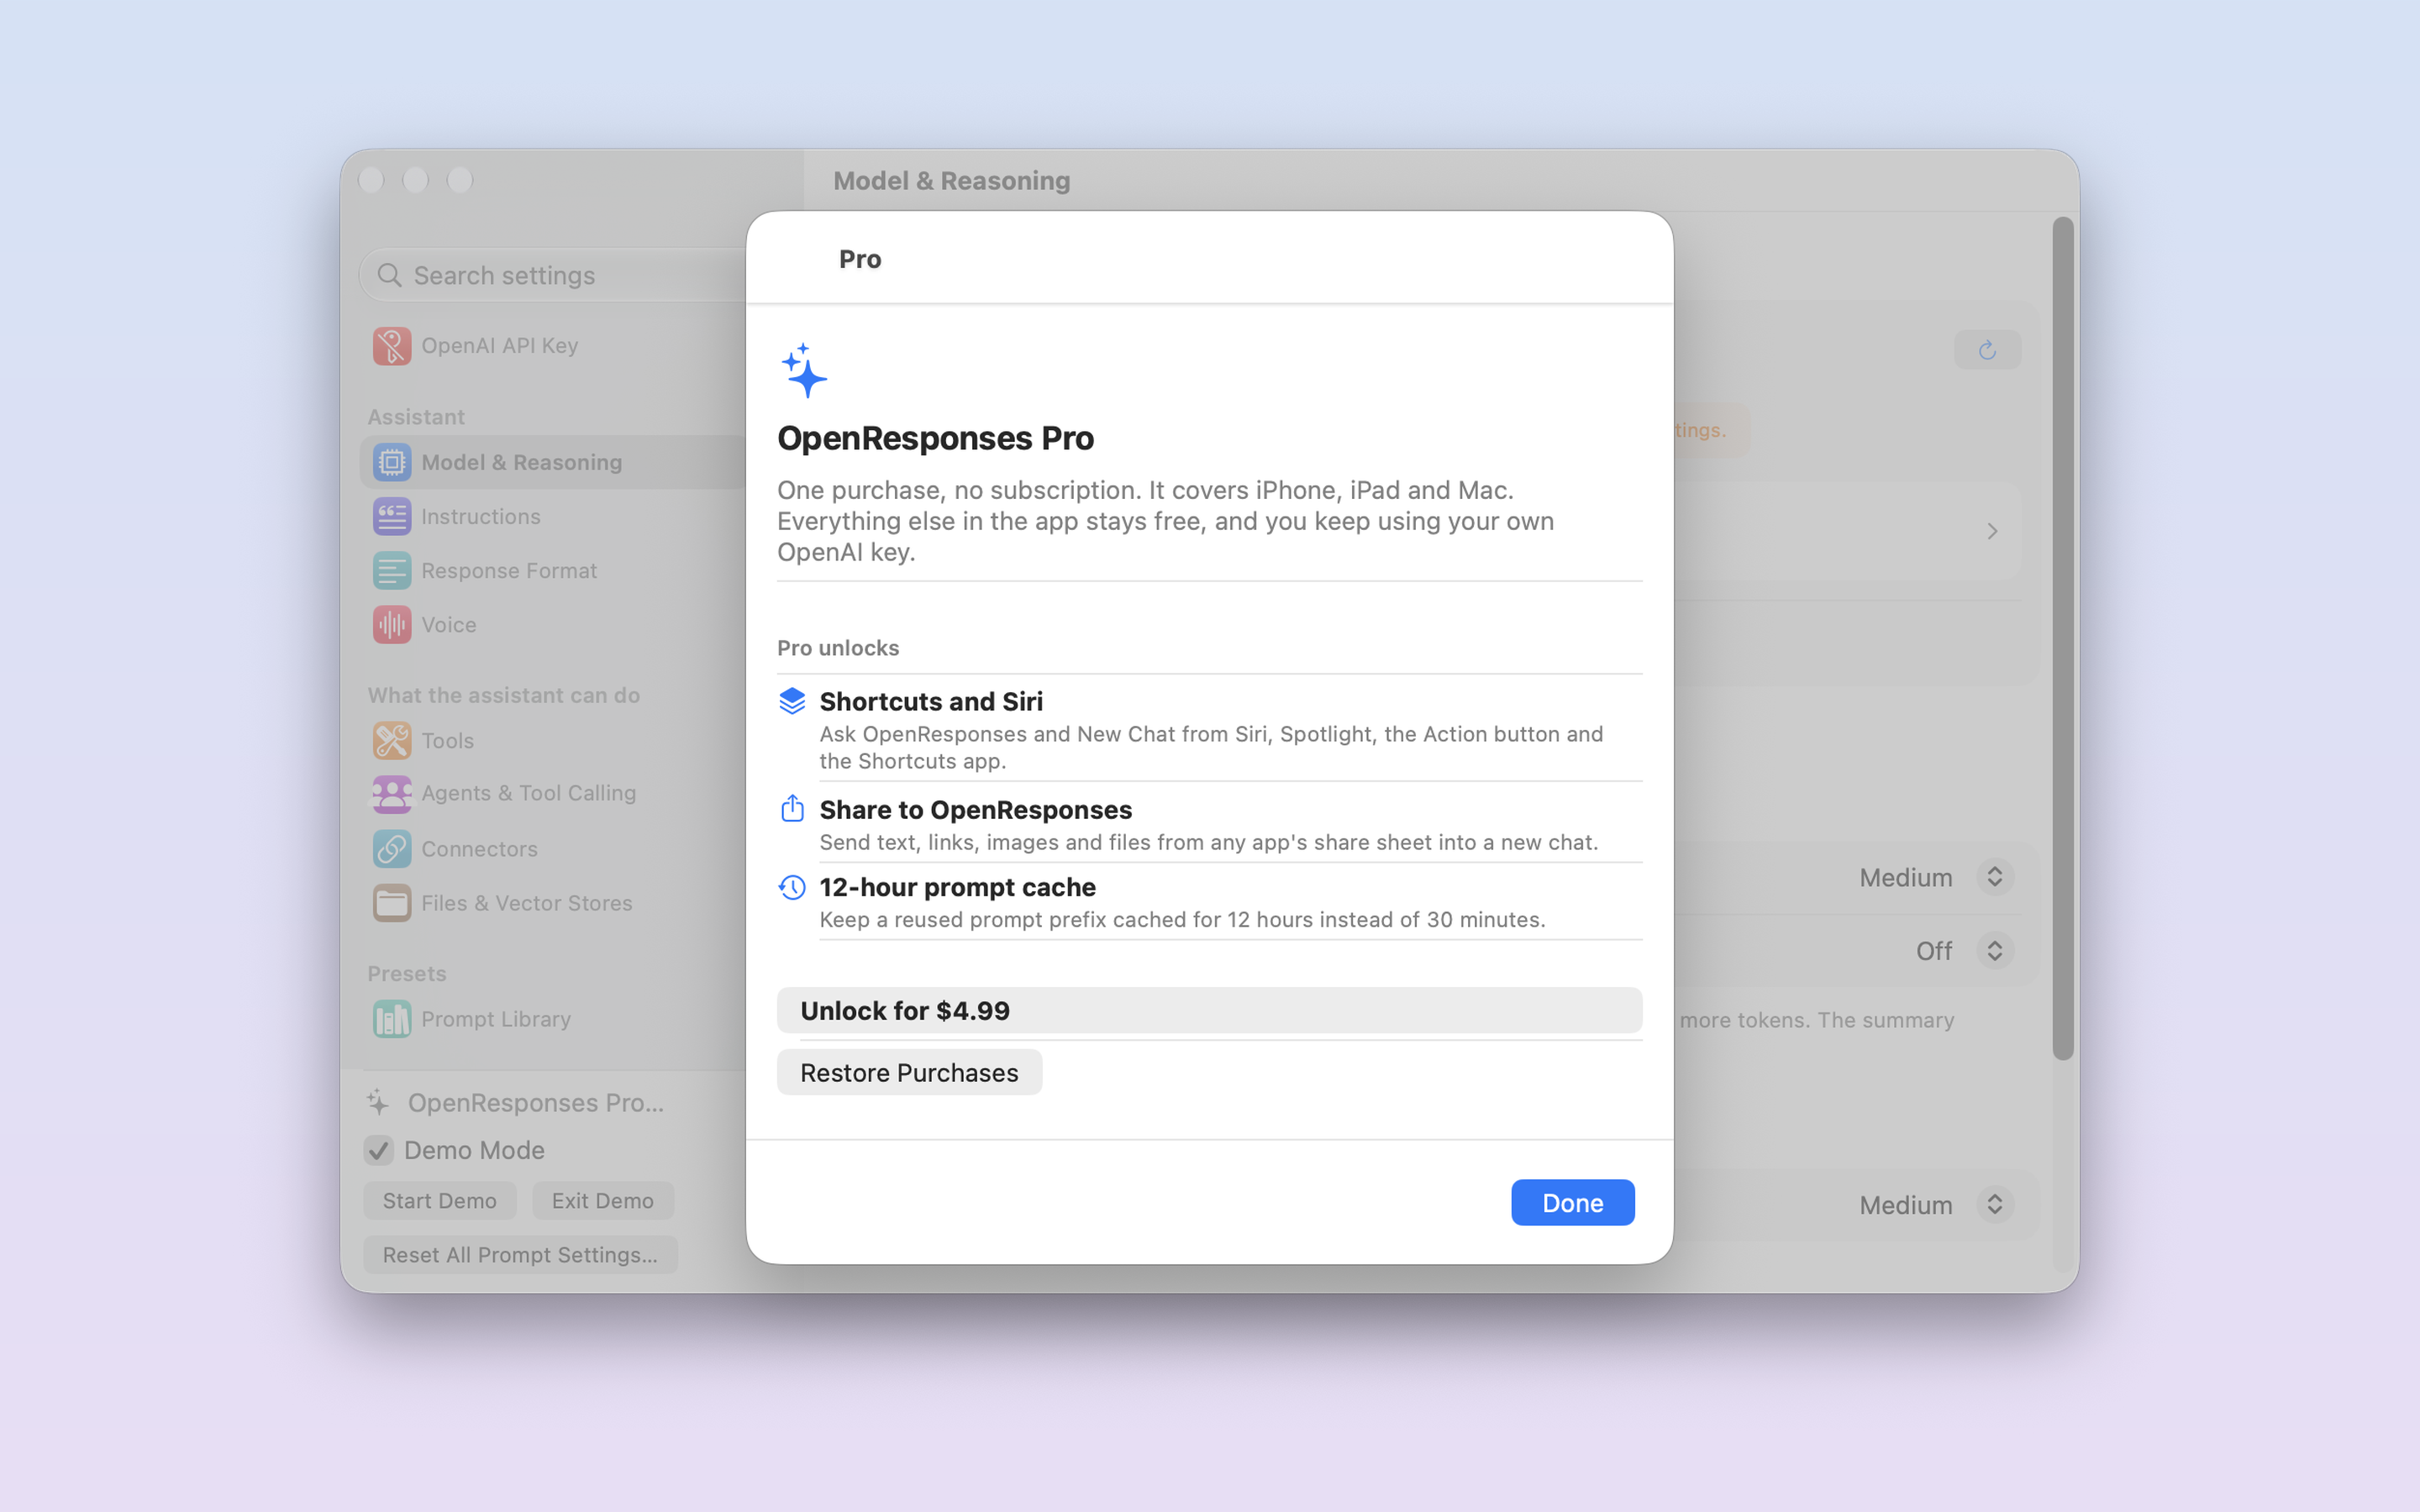 Model & Reasoning
Search settings
OpenAI API Key
Assistant
Model & Reasoning
Instructions
Response Format
Voice
What the assistant can do
Tools
Agents & Tool Calling
Connectors
Files & Vector Stores
Presets
Prompt Library
OpenResponses Pro...
Demo Mode
Start Demo
Exit Demo
Reset All Prompt Settings...
Pro
OpenResponses Pro
One purchase, no subscription. It covers iPhone, iPad and Mac.
Everything else in the app stays free, and you keep using your own
OpenAI key.
Pro unlocks
Shortcuts and Siri
Ask OpenResponses and New Chat from Siri, Spotlight, the Action button and
the Shortcuts app.
Share to OpenResponses
Send text, links, images and files from any app's share sheet into a new chat.
12-hour prompt cache
Keep a reused prompt prefix cached for 12 hours instead of 30 minutes.
Unlock for $4.99
Restore Purchases
Done
tings.
Medium
Off
more tokens. The summary
Medium